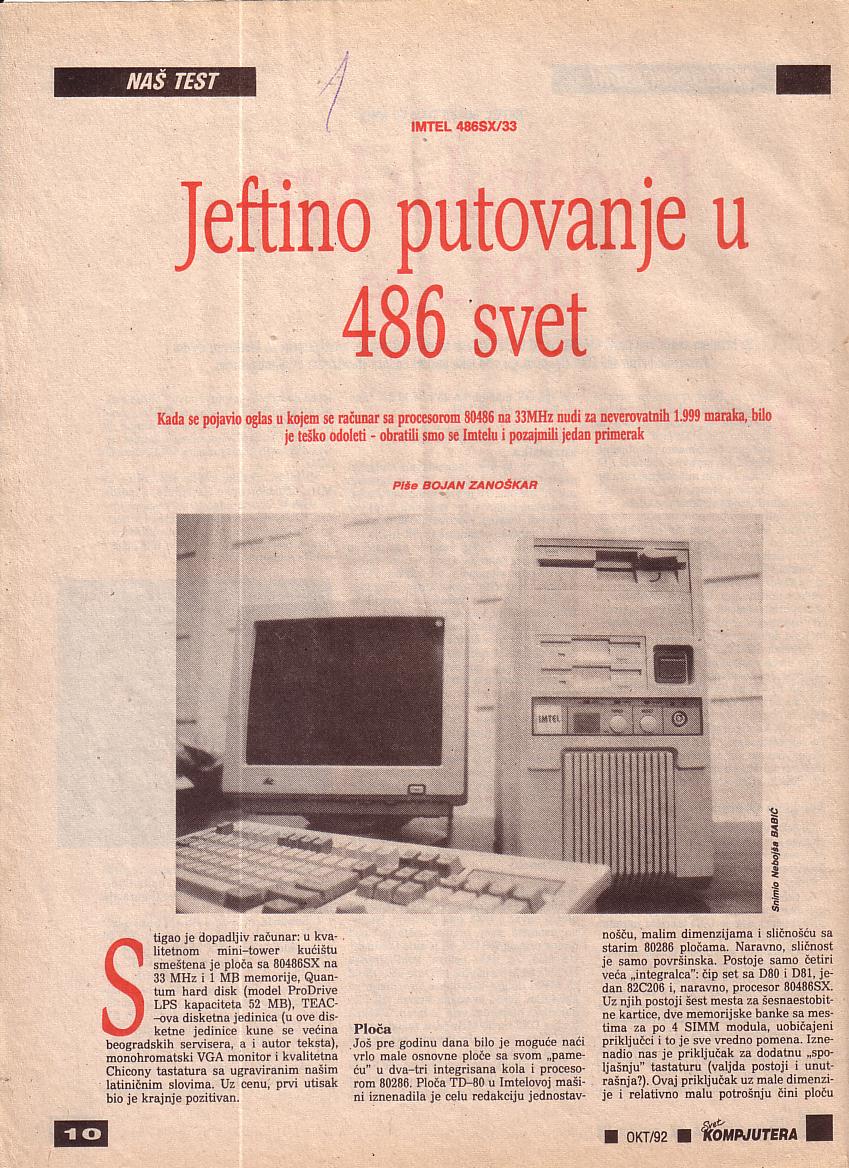 NAŠ TEST
IMTEL 486SX/33
Jeftino putovanje u
486 svet
Kada se pojavio oglas u kojem se računar sa procesorom 80486 na 33MHz nudi za neverovatnih 1.999 maraka, bilo
je teško odoleti - obratili smo se Imtelu i pozajmili jedan primerak
Piše BOJAN ZANOŠKAR
IMTEL
Snimio Nebojša BABIĆ
Stigao je dopadljiv računar: u kva-
litetnom mini-tower kućištu
smeštena je ploča sa 80486SX na
33 MHz i 1 MB memorije, Quan-
tum hard disk (model ProDrive
LPS kapaciteta 52 MB), TEAC-
-ova disketna jedinica (u ove dis-
ketne jedinice kune se većina
beogradskih servisera, a i autor teksta),
monohromatski VGA monitor i kvalitetna
Chicony tastatura sa ugraviranim našim
latiničnim slovima. Uz cenu, prvi utisak
bio je krajnje pozitivan.
Ploča
Još pre godinu dana bilo je moguće naći
vrlo male osnovne ploče sa svom „pame-
ću” u dva-tri integrisana kola i proceso-
rom 80286. Ploča TD-80 u Imtelovoj maši-
ni iznenadila je celu redakciju jednostav-
nošču, malim dimenzijama i sličnošću sa
starim 80286 pločama. Naravno, sličnost
je samo površinska. Postoje samo četiri
veća „integralca”: čip set sa D80 i D81, je-
dan 82C206 i, naravno, procesor 80486SX.
Uz njih postoji šest mesta za šesnaestobit-
ne kartice, dve memorijske banke sa mes-
tima za po 4 SIMM modula, uobičajeni
priključci i to je sve vredno pomena. Izne-
nadio nas je priključak za dodatnu „spo-
ljašnju” tastaturu (valjda postoji i unut-
rašnja?). Ovaj priključak uz male dimenzi-
je i relativno malu potrošnju čini ploču
10
OKT/92
Svet KOMPJUTERA